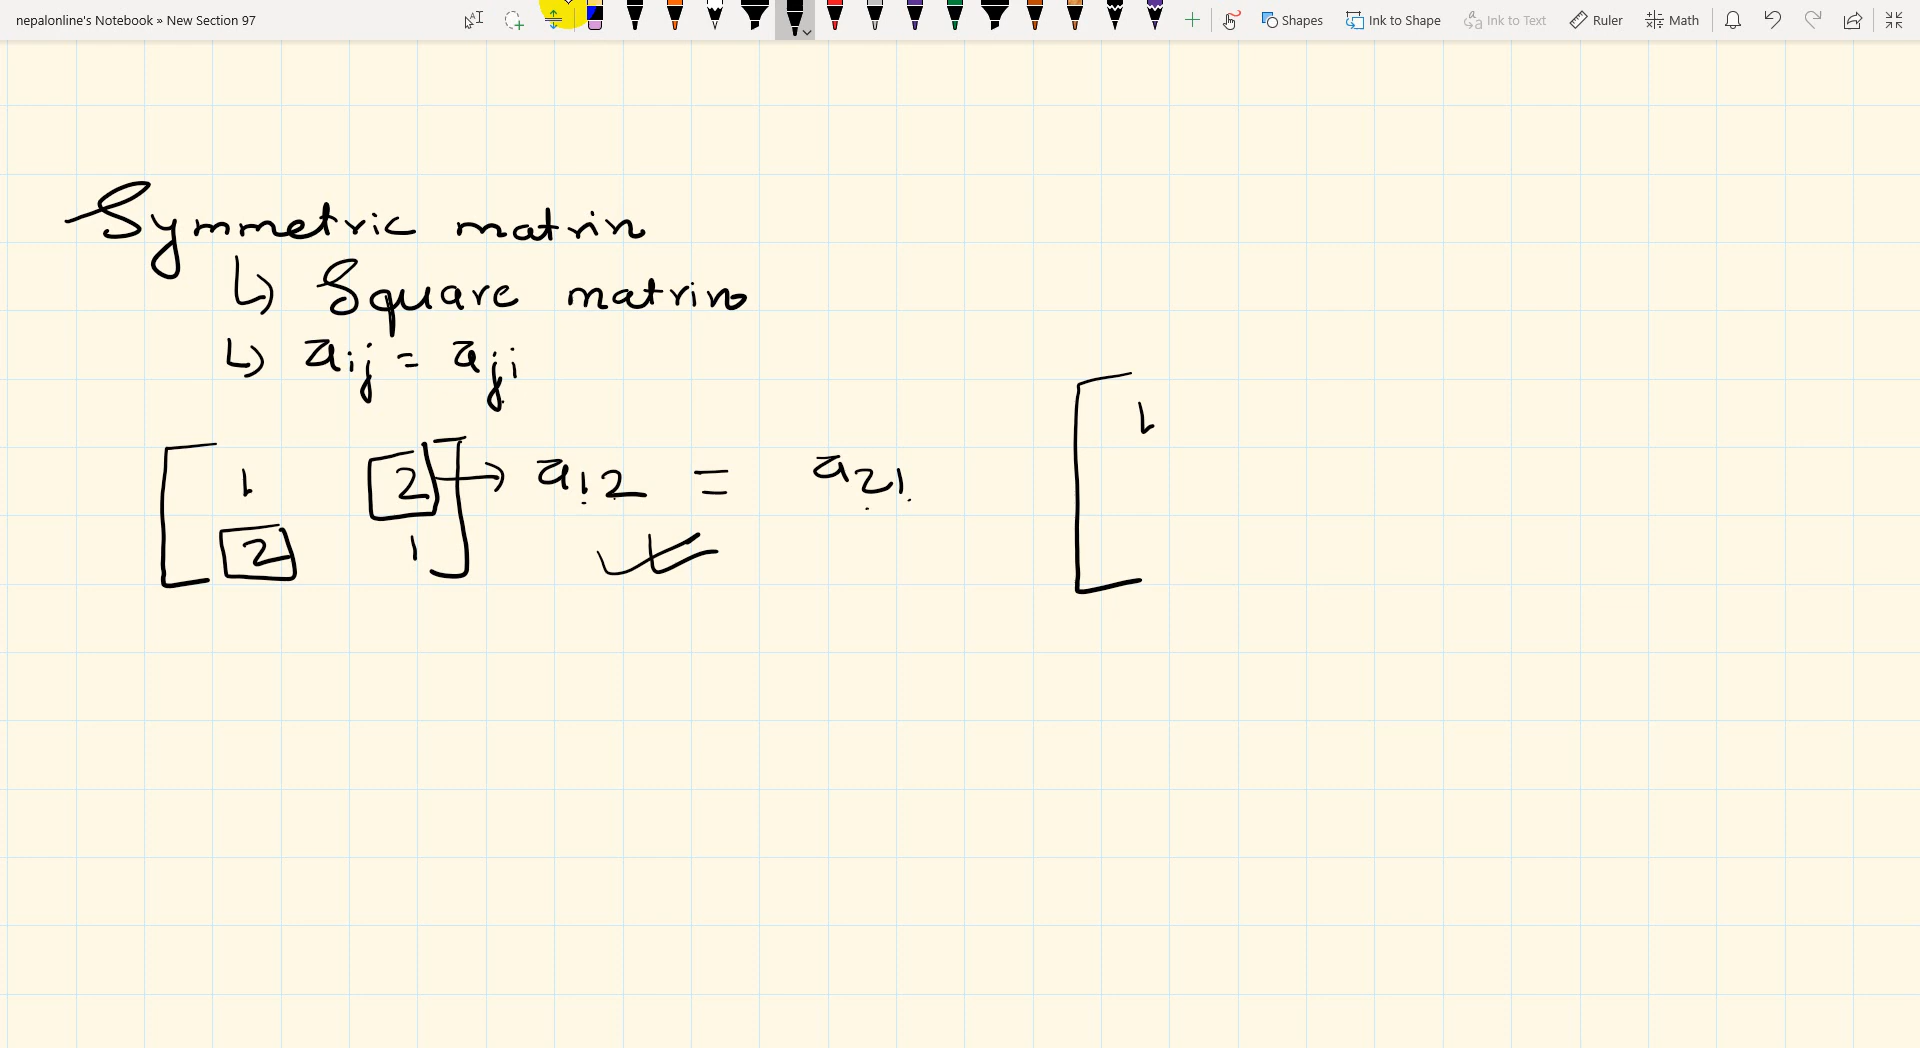 nepalonline's Notebook » New Section 97
Shapes Ink to Shape Ink to Text Ruler Math
Symmetric matrix
↳ Square matrix
↳ aij = aji
[ 1 2 ] → a12 = a21 [ 1
2 1